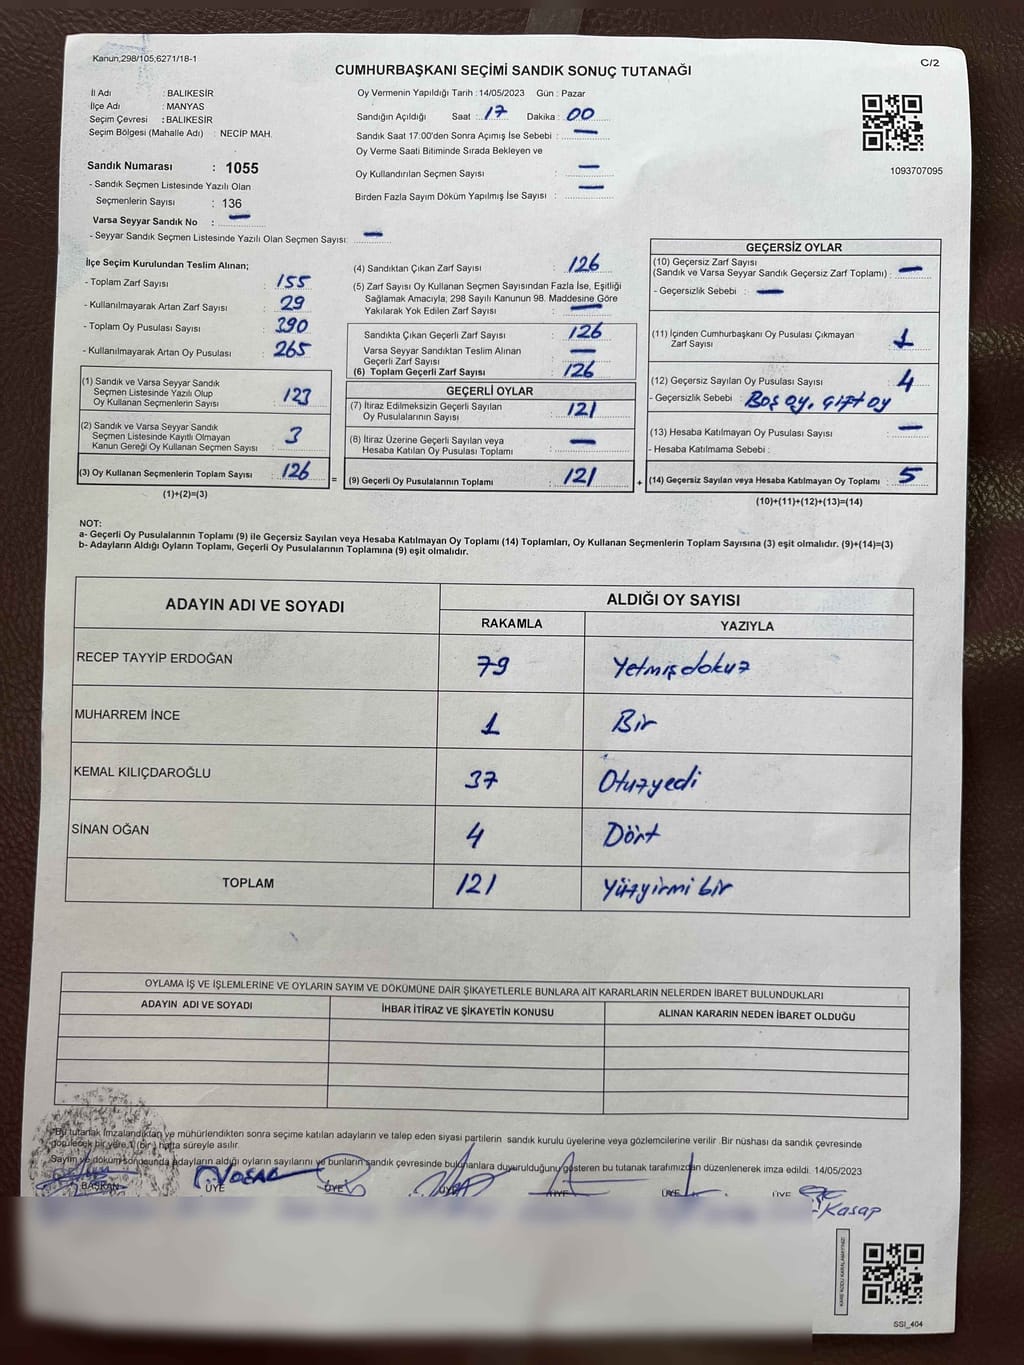 Kanun;298/105;6271/18-1
C/2
CUMHURBAŞKANI SEÇİMİ SANDIK SONUÇ TUTANAĞI
İl Adı : BALIKESİR
İlçe Adı : MANYAS
Seçim Çevresi : BALIKESİR
Seçim Bölgesi (Mahalle Adı) : NECİP MAH.
Sandık Numarası : 1055
- Sandık Seçmen Listesinde Yazılı Olan
Seçmenlerin Sayısı : 136
Varsa Seyyar Sandık No : —
- Seyyar Sandık Seçmen Listesinde Yazılı Olan Seçmen Sayısı: —
Oy Vermenin Yapıldığı Tarih : 14/05/2023 Gün : Pazar
Sandığın Açıldığı Saat : 17 Dakika : 00
Sandık Saat 17:00'den Sonra Açımış İse Sebebi : —
Oy Verme Saati Bitiminde Sırada Bekleyen ve
Oy Kullandırılan Seçmen Sayısı : —
Birden Fazla Sayım Döküm Yapılmış İse Sayısı : —
1093707095
İlçe Seçim Kurulundan Teslim Alınan;
- Toplam Zarf Sayısı : 155
- Kullanılmayarak Artan Zarf Sayısı : 29
- Toplam Oy Pusulası Sayısı : 390
- Kullanılmayarak Artan Oy Pusulası : 265
(1) Sandık ve Varsa Seyyar Sandık
Seçmen Listesinde Yazılı Olup
Oy Kullanan Seçmenlerin Sayısı : 123
(2) Sandık ve Varsa Seyyar Sandık
Seçmen Listesinde Kayıtlı Olmayan
Kanun Gereği Oy Kullanan Seçmen Sayısı : 3
(3) Oy Kullanan Seçmenlerin Toplam Sayısı : 126
(1)+(2)=(3)
(4) Sandıktan Çıkan Zarf Sayısı : 126
(5) Zarf Sayısı Oy Kullanan Seçmen Sayısından Fazla İse, Eşitliği
Sağlamak Amacıyla; 298 Sayılı Kanunun 98. Maddesine Göre
Yakılarak Yok Edilen Zarf Sayısı : —
Sandıkta Çıkan Geçerli Zarf Sayısı : 126
Varsa Seyyar Sandıktan Teslim Alınan
Geçerli Zarf Sayısı : —
(6) Toplam Geçerli Zarf Sayısı : 126
GEÇERLİ OYLAR
(7) İtiraz Edilmeksizin Geçerli Sayılan
Oy Pusulalarının Sayısı : 121
(8) İtiraz Üzerine Geçerli Sayılan veya
Hesaba Katılan Oy Pusulası Toplamı : —
= (9) Geçerli Oy Pusulalarının Toplamı : 121
GEÇERSİZ OYLAR
(10) Geçersiz Zarf Sayısı
(Sandık ve Varsa Seyyar Sandık Geçersiz Zarf Toplamı) : —
- Geçersizlik Sebebi : —
(11) İçinden Cumhurbaşkanı Oy Pusulası Çıkmayan
Zarf Sayısı : 1
(12) Geçersiz Sayılan Oy Pusulası Sayısı : 4
- Geçersizlik Sebebi : Boş oy, çift oy
(13) Hesaba Katılmayan Oy Pusulası Sayısı : —
- Hesaba Katılmama Sebebi :
+ (14) Geçersiz Sayılan veya Hesaba Katılmayan Oy Toplamı : 5
(10)+(11)+(12)+(13)=(14)
NOT:
a- Geçerli Oy Pusulalarının Toplamı (9) ile Geçersiz Sayılan veya Hesaba Katılmayan Oy Toplamı (14) Toplamları, Oy Kullanan Seçmenlerin Toplam Sayısına (3) eşit olmalıdır. (9)+(14)=(3)
b- Adayların Aldığı Oyların Toplamı, Geçerli Oy Pusulalarının Toplamına (9) eşit olmalıdır.
ADAYIN ADI VE SOYADI ALDIĞI OY SAYISI
RAKAMLA YAZIYLA
RECEP TAYYİP ERDOĞAN 79 Yetmişdokuz
MUHARREM İNCE 1 Bir
KEMAL KILIÇDAROĞLU 37 Otuzyedi
SİNAN OĞAN 4 Dört
TOPLAM 121 Yüzyirmi bir
OYLAMA İŞ VE İŞLEMLERİNE VE OYLARIN SAYIM VE DÖKÜMÜNE DAİR ŞİKAYETLERLE BUNLARA AİT KARARLARIN NELERDEN İBARET BULUNDUKLARI
ADAYIN ADI VE SOYADI İHBAR İTİRAZ VE ŞİKAYETİN KONUSU ALINAN KARARIN NEDEN İBARET OLDUĞU
*Bu tutanak imzalandıktan ve mühürlendikten sonra seçime katılan adayların ve talep eden siyasi partilerin sandık kurulu üyelerine veya gözlemcilerine verilir .Bir nüshası da sandık çevresinde
görülecek bir yere 1 (bir) hafta süreyle asılır.
Sayım ve döküm sonucunda adayların aldığı oyların sayılarını ve bunların sandık çevresinde bulunanlara duyurulduğunu gösteren bu tutanak tarafımızdan düzenlenerek imza edildi. 14/05/2023
BAŞKAN ÜYE ÜYE ÜYE ÜYE ÜYE ÜYE
Kasap
SSI_404